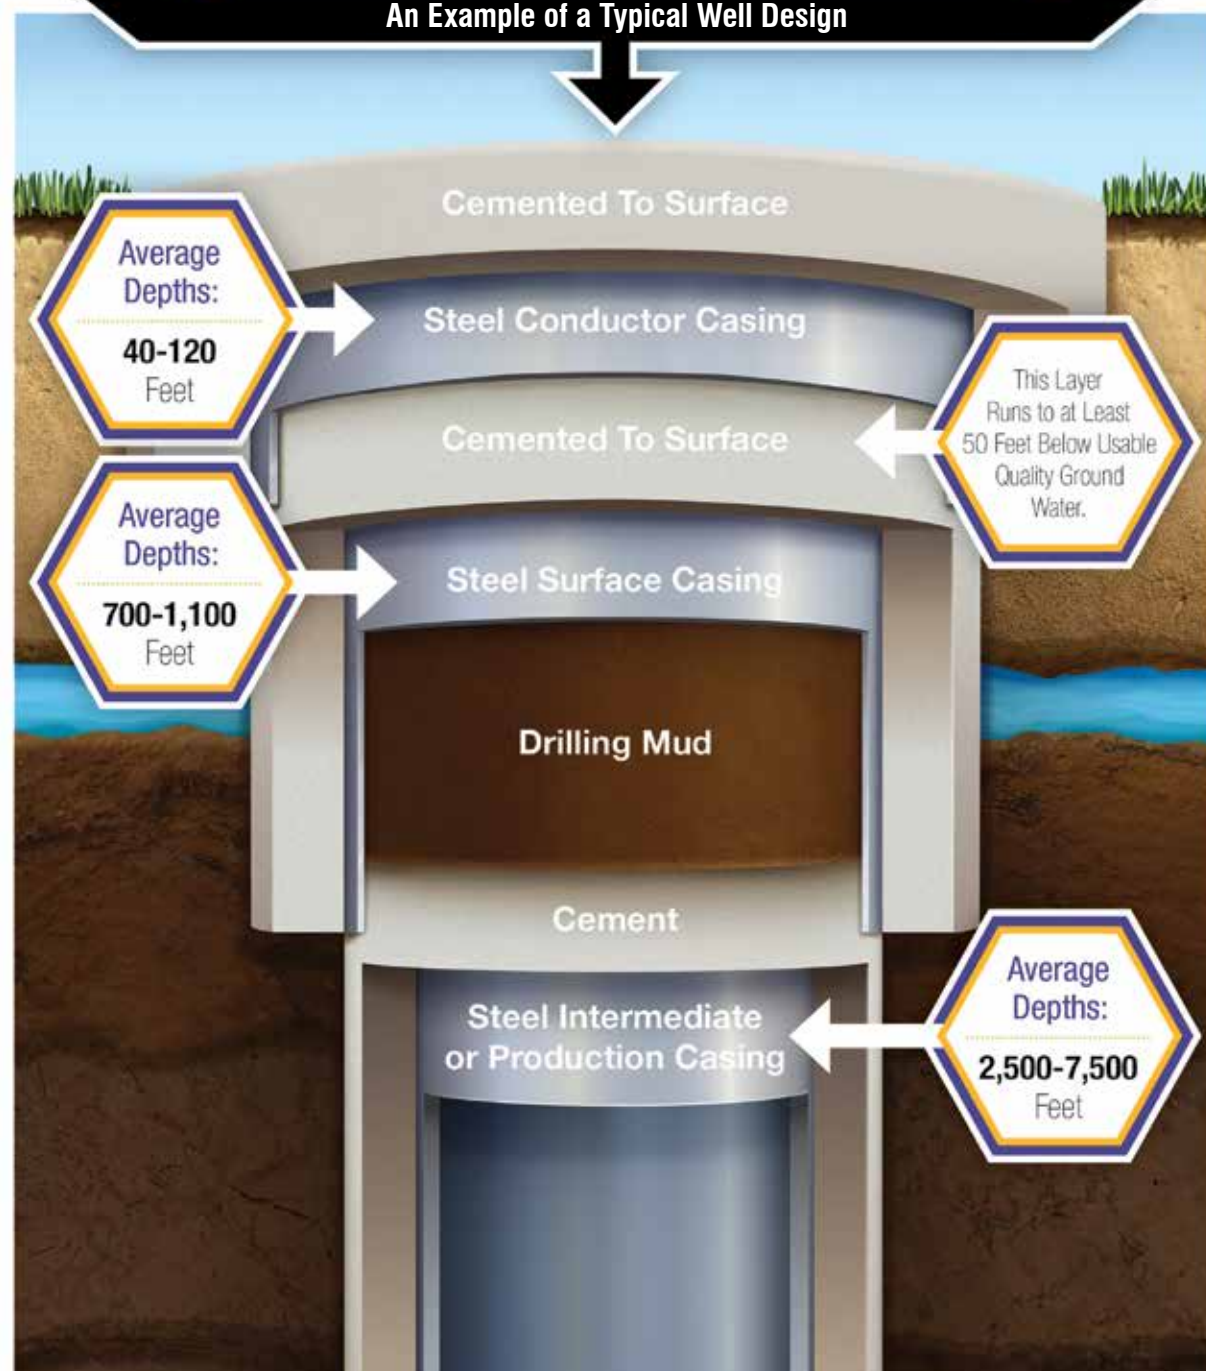 An Example of a Typical Well Design
Cemented To Surface
Average
Depths:
40-120
Feet
Steel Conductor Casing
This Layer
Runs to at Least
50 Feet Below Usable
Quality Ground
Water.
Cemented To Surface
Average
Depths:
700-1,100
Feet
Steel Surface Casing
Drilling Mud
Cement
Steel Intermediate
or Production Casing
Average
Depths:
2,500-7,500
Feet